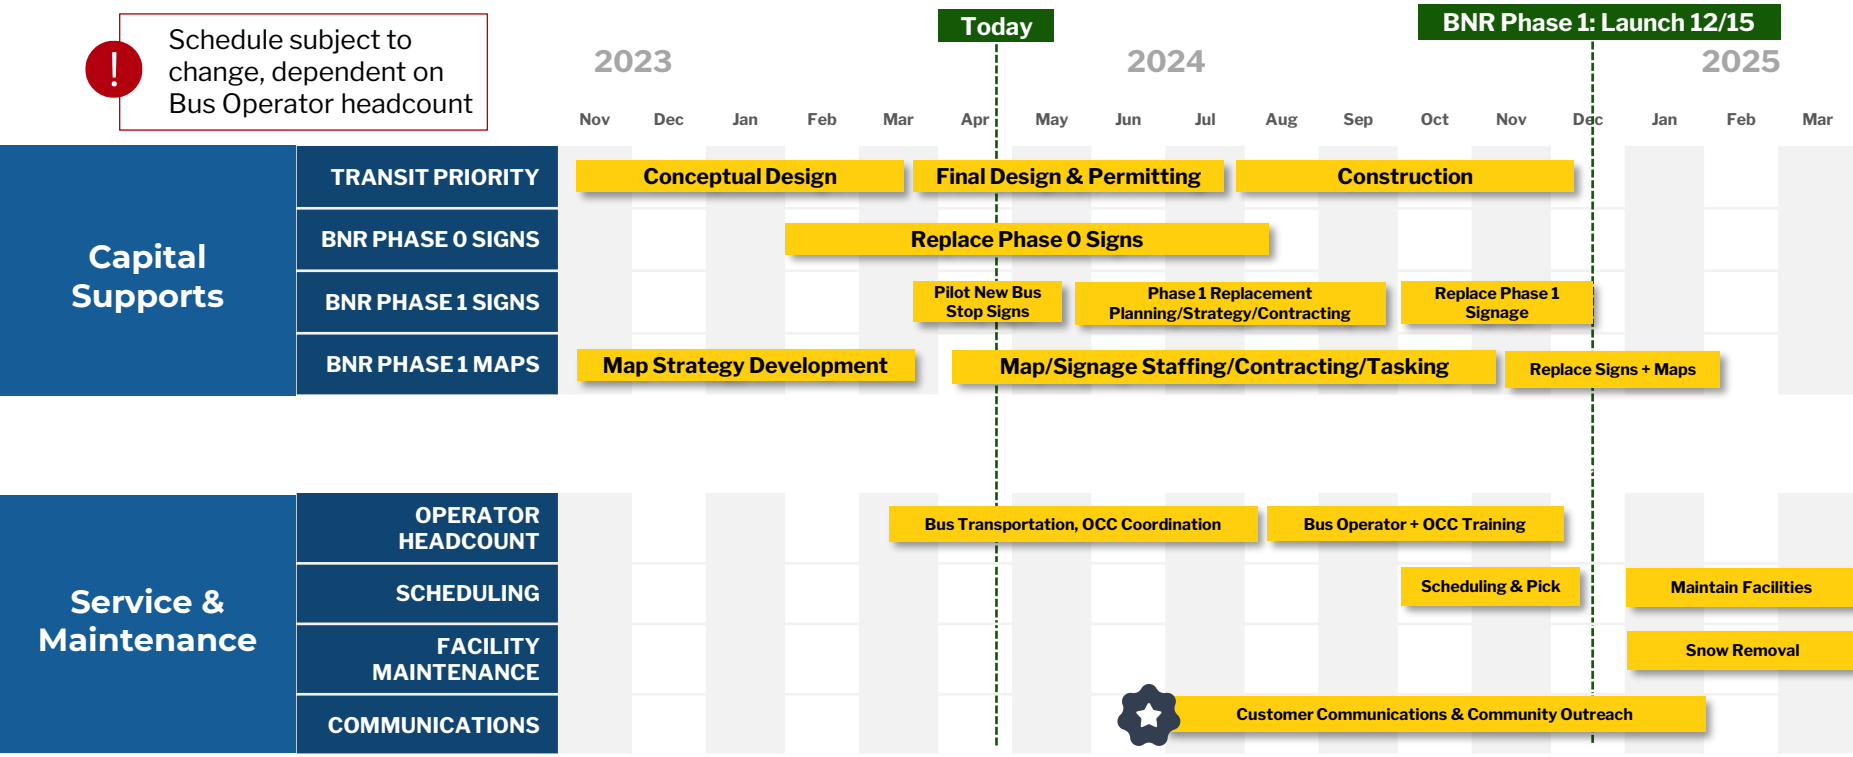 Schedule subject to
change, dependent on
Bus Operator headcount
!
Today
BNR Phase 1: Launch 12/15
2023
2024
2025
Nov Dec Jan Feb Mar Apr May Jun Jul Aug Sep Oct Nov Dec Jan Feb Mar
Capital
Supports
TRANSIT PRIORITY
Conceptual Design
Final Design & Permitting
Construction
BNR PHASE 0 SIGNS
Replace Phase 0 Signs
BNR PHASE 1 SIGNS
Pilot New Bus
Stop Signs
Phase 1 Replacement
Planning/Strategy/Contracting
Replace Phase 1
Signage
BNR PHASE 1 MAPS
Map Strategy Development
Map/Signage Staffing/Contracting/Tasking
Replace Signs + Maps
Service &
Maintenance
OPERATOR
HEADCOUNT
Bus Transportation, OCC Coordination
Bus Operator + OCC Training
SCHEDULING
Scheduling & Pick
Maintain Facilities
FACILITY
MAINTENANCE
Snow Removal
COMMUNICATIONS
Customer Communications & Community Outreach